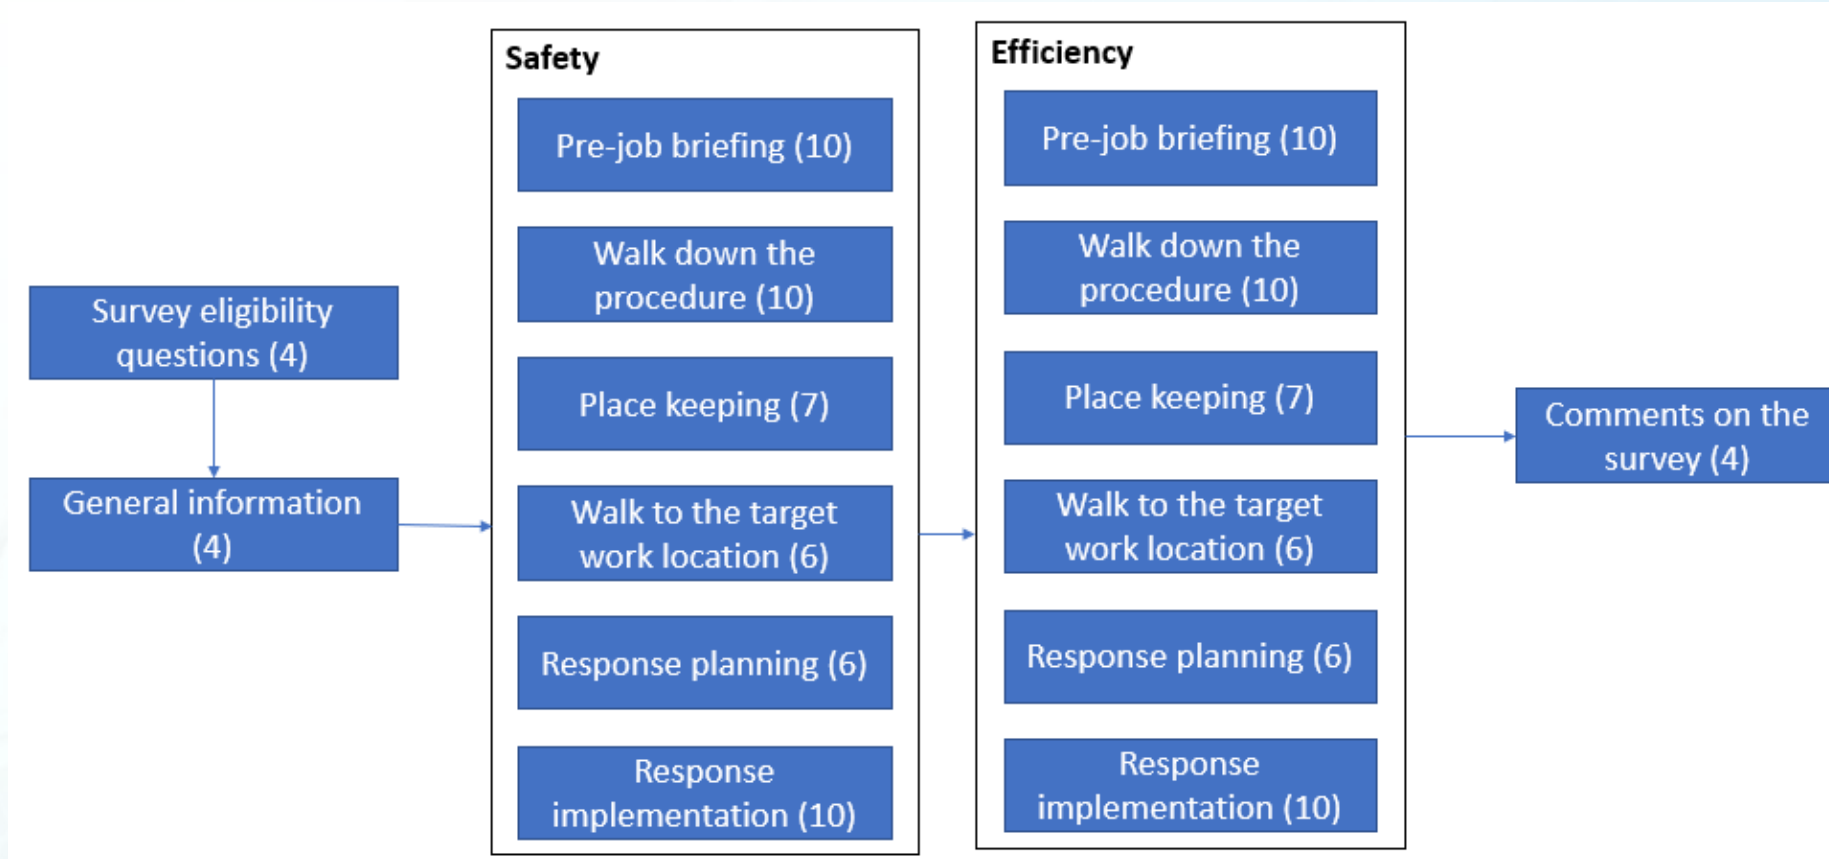 Survey eligibility
questions (4)
General information
(4)
Safety
Pre-job briefing (10)
Walk down the
procedure (10)
Place keeping (7)
Walk to the target
work location (6)
Response planning (6)
Response
implementation (10)
Efficiency
Pre-job briefing (10)
Walk down the
procedure (10)
Place keeping (7)
Walk to the target
work location (6)
Response planning (6)
Response
implementation (10)
Comments on the
survey (4)